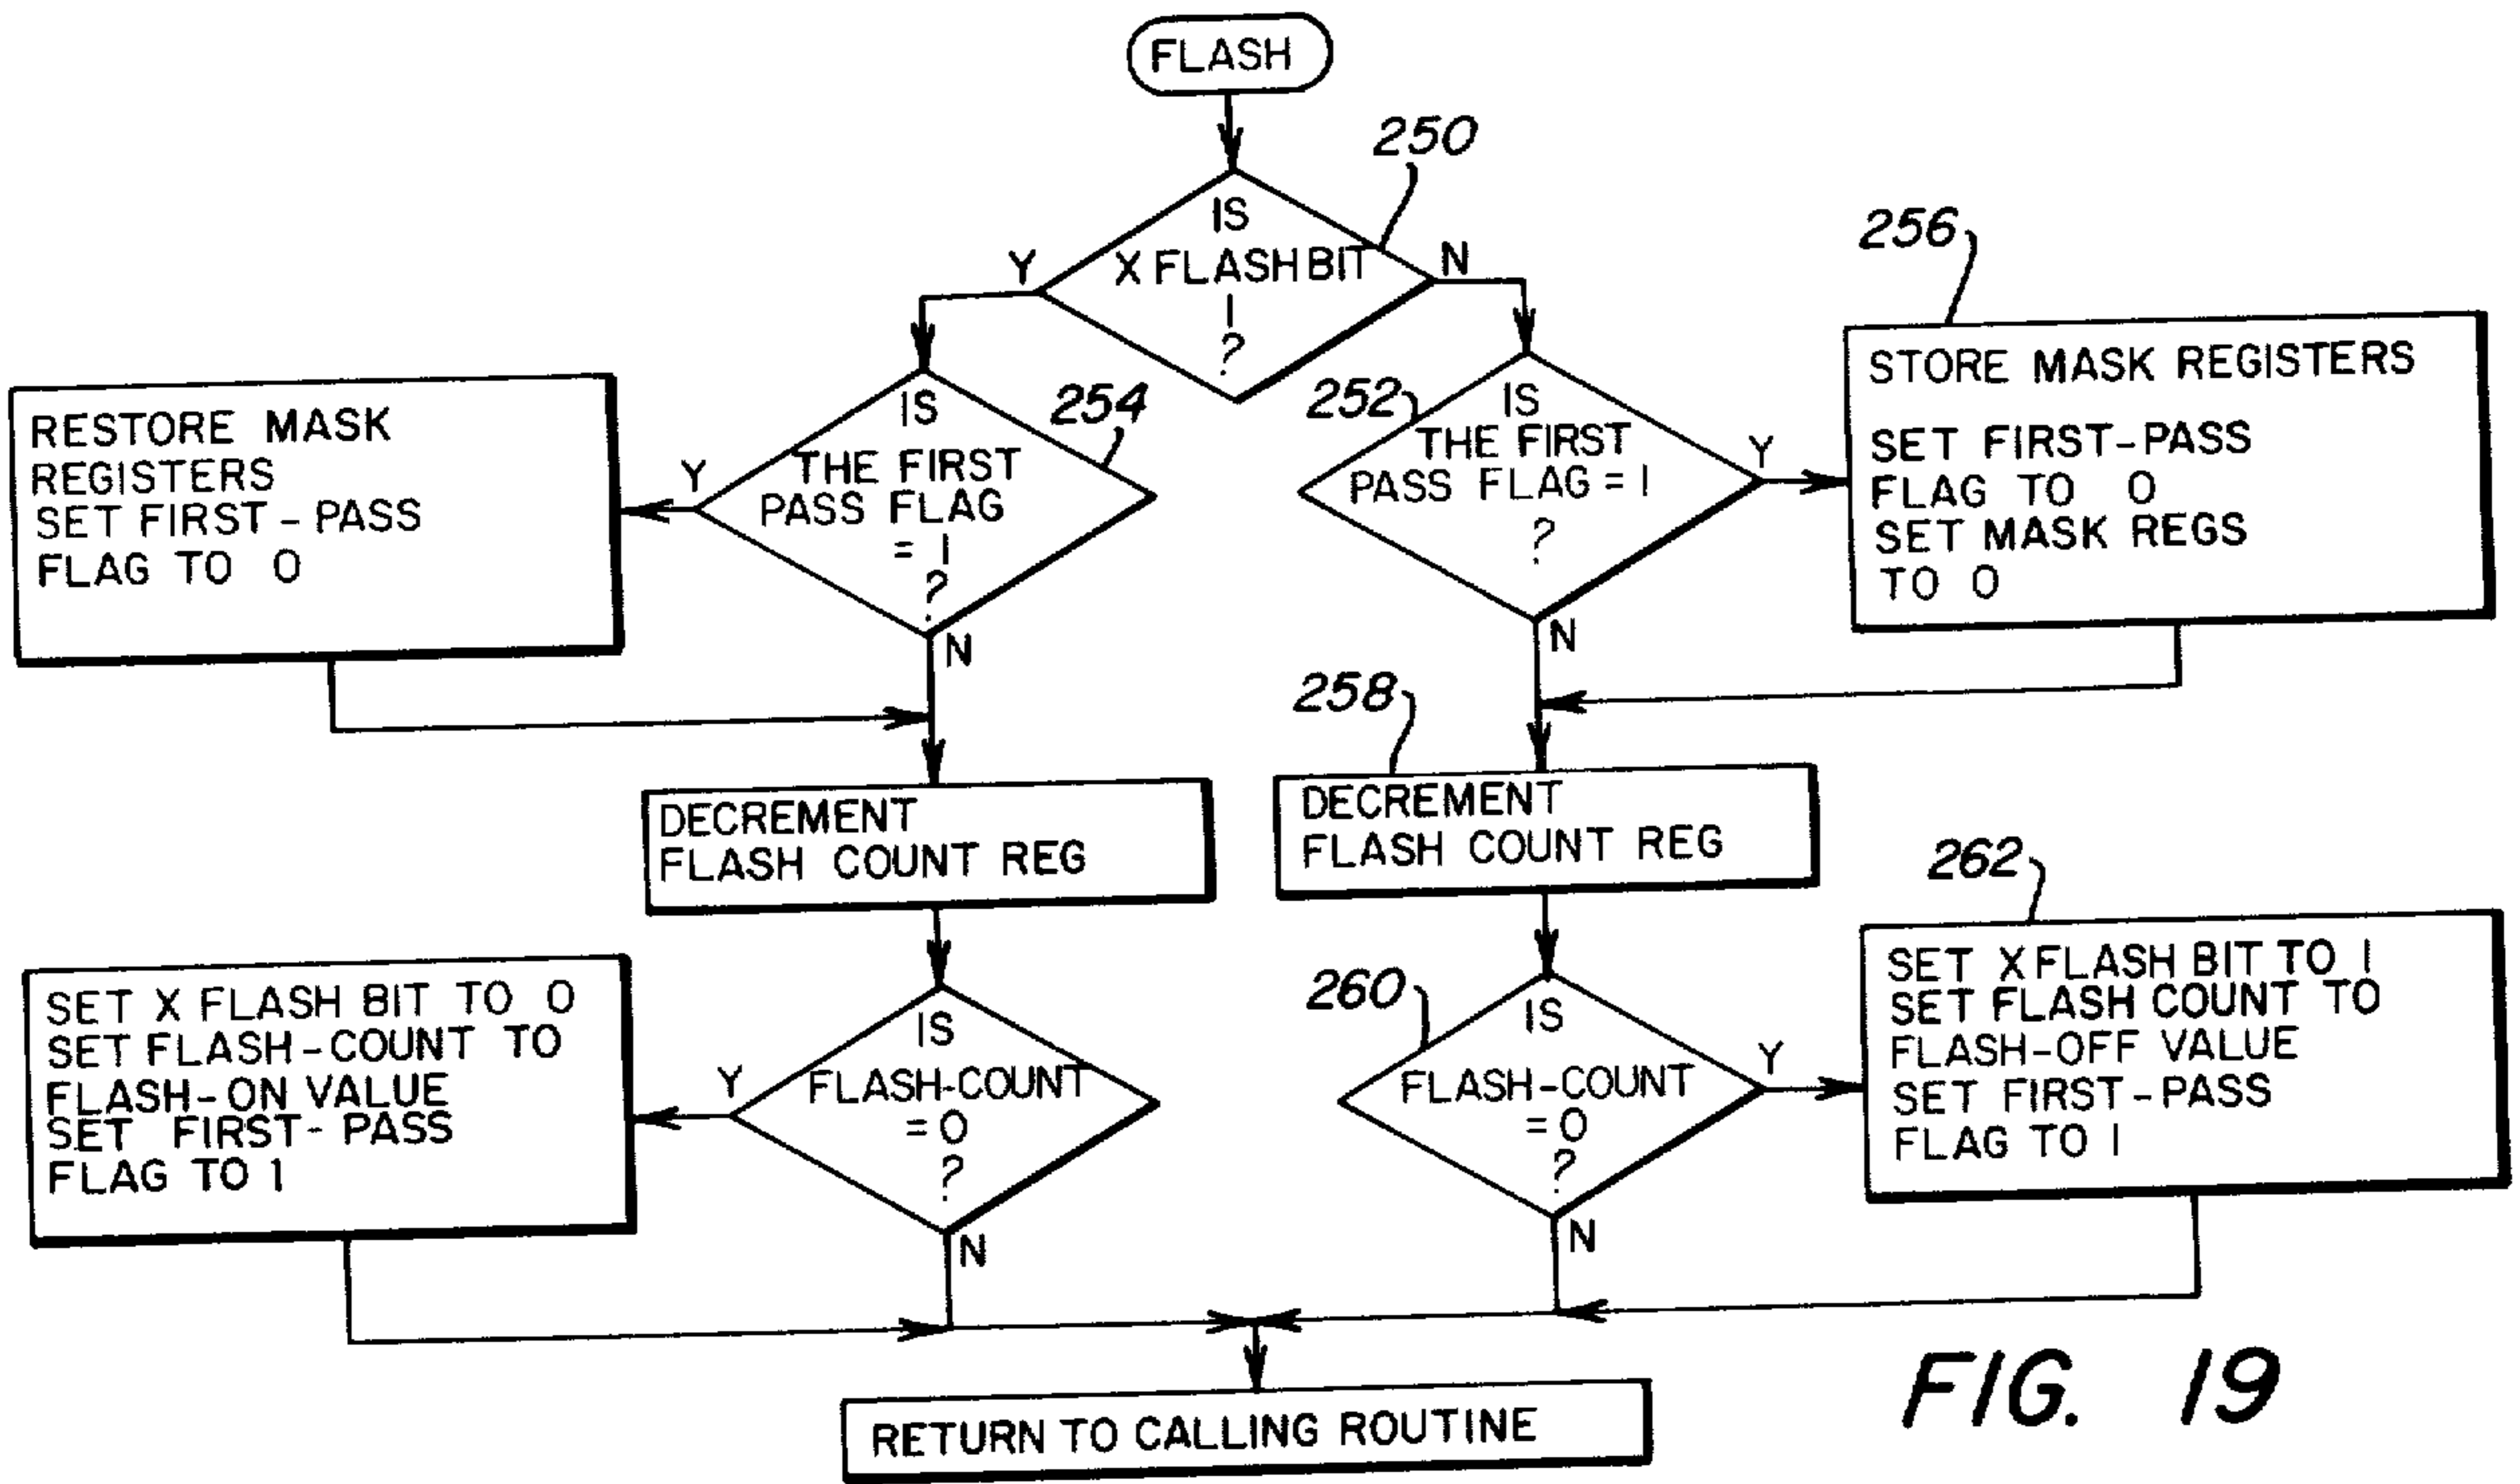 FLASH
250
IS
X FLASH BIT
1
?
Y
N
256
STORE MASK REGISTERS
SET FIRST-PASS
FLAG TO 0
SET MASK REGS
TO 0
RESTORE MASK
REGISTERS
SET FIRST-PASS
FLAG TO 0
254
IS
THE FIRST
PASS FLAG
= 1
?
Y
N
252
IS
THE FIRST
PASS FLAG = 1
?
Y
N
258
DECREMENT
FLASH COUNT REG
DECREMENT
FLASH COUNT REG
262
SET X FLASH BIT TO 0
SET FLASH-COUNT TO
FLASH-ON VALUE
SET FIRST-PASS
FLAG TO 1
IS
FLASH-COUNT
= 0
?
Y
N
260
IS
FLASH-COUNT
= 0
?
Y
N
SET X FLASH BIT TO 1
SET FLASH COUNT TO
FLASH-OFF VALUE
SET FIRST-PASS
FLAG TO 1
RETURN TO CALLING ROUTINE
FIG. 19